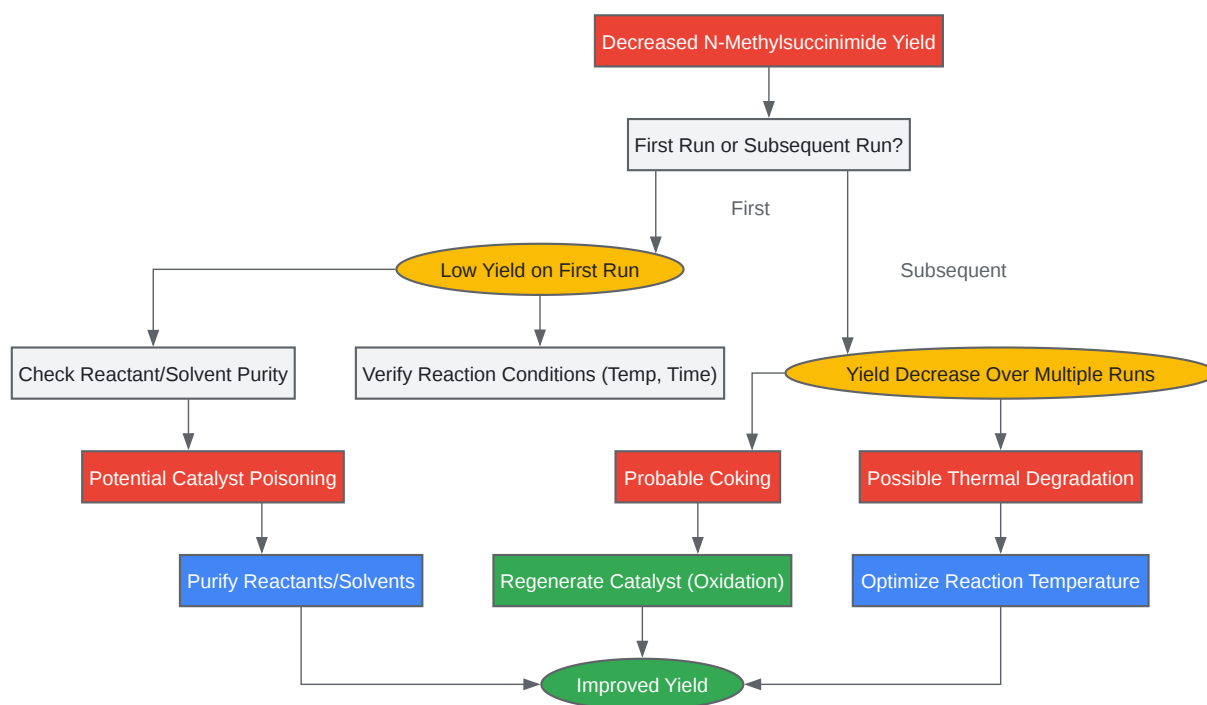 Decreased N-Methylsuccinimide Yield
First Run or Subsequent Run?
First
Low Yield on First Run
Subsequent
Check Reactant/Solvent Purity
Verify Reaction Conditions (Temp, Time)
Yield Decrease Over Multiple Runs
Potential Catalyst Poisoning
Probable Coking
Possible Thermal Degradation
Purify Reactants/Solvents
Regenerate Catalyst (Oxidation)
Optimize Reaction Temperature
Improved Yield